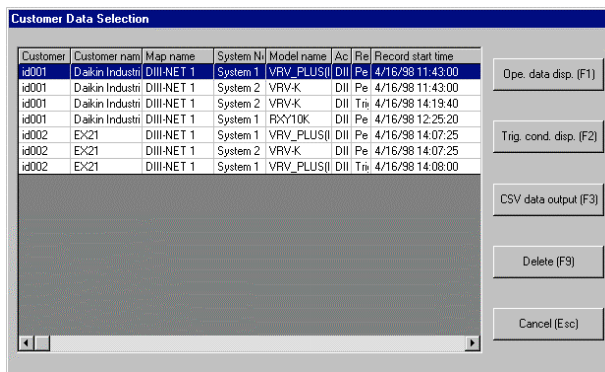 Customer Data Selection
Customer Customer nam Map name System N Model name Ac Re Record start time
id001 Daikin Industri DIII-NET 1 System 1 VRV_PLUS(I DII Pe 4/16/98 11:43:00
id001 Daikin Industri DIII-NET 1 System 2 VRV-K DII Pe 4/16/98 11:43:00
id001 Daikin Industri DIII-NET 1 System 2 VRV-K DII Tri 4/16/98 14:19:40
id001 Daikin Industri DIII-NET 1 System 1 RXY10K DII Pe 4/16/98 12:25:20
id002 EX21 DIII-NET 1 System 1 VRV_PLUS(I DII Pe 4/16/98 14:07:25
id002 EX21 DIII-NET 1 System 2 VRV-K DII Pe 4/16/98 14:07:25
id002 EX21 DIII-NET 1 System 1 VRV_PLUS(I DII Tri 4/16/98 14:08:00
Ope. data disp. (F1)
Trig. cond. disp. (F2)
CSV data output (F3)
Delete (F9)
Cancel (Esc)